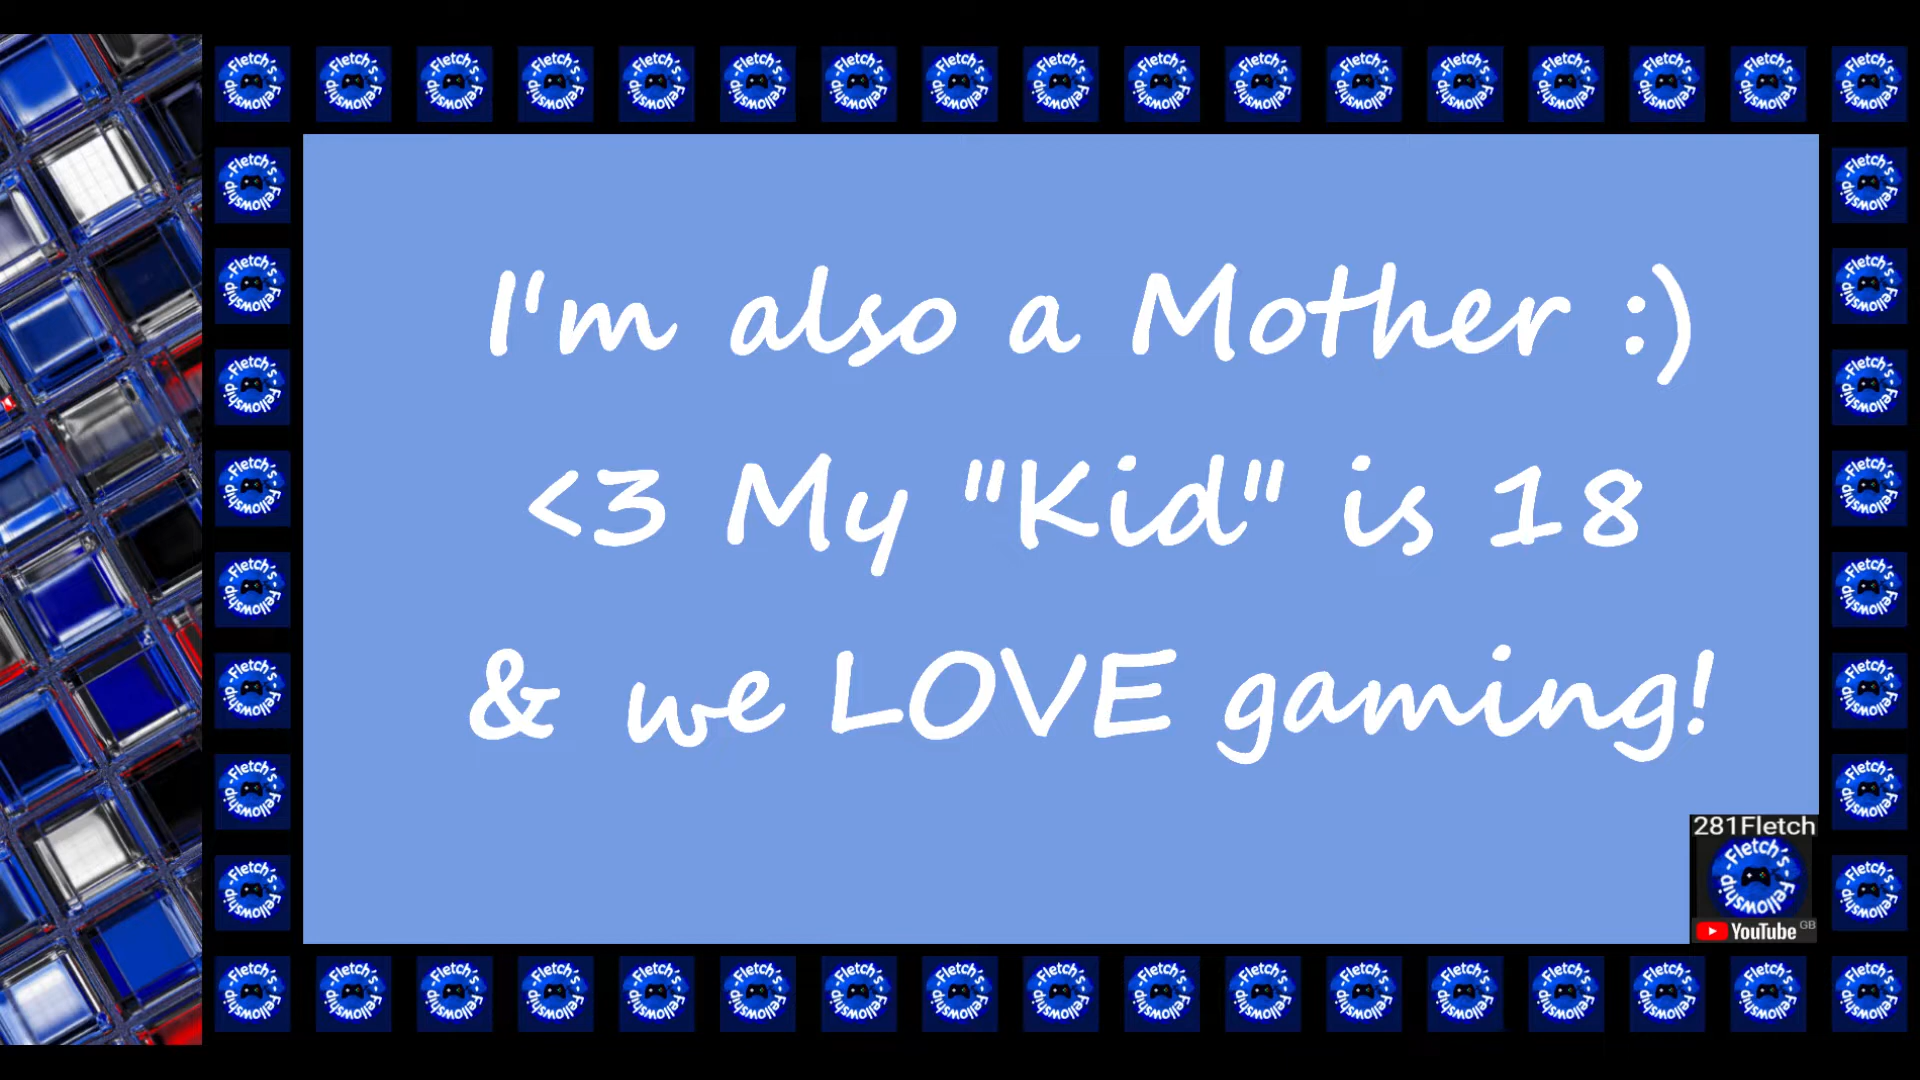 I'm also a Mother :)
<3 My "Kid" is 18
& we LOVE gaming!
281Fletch
-Fletch's-
Fellowship
YouTube GB